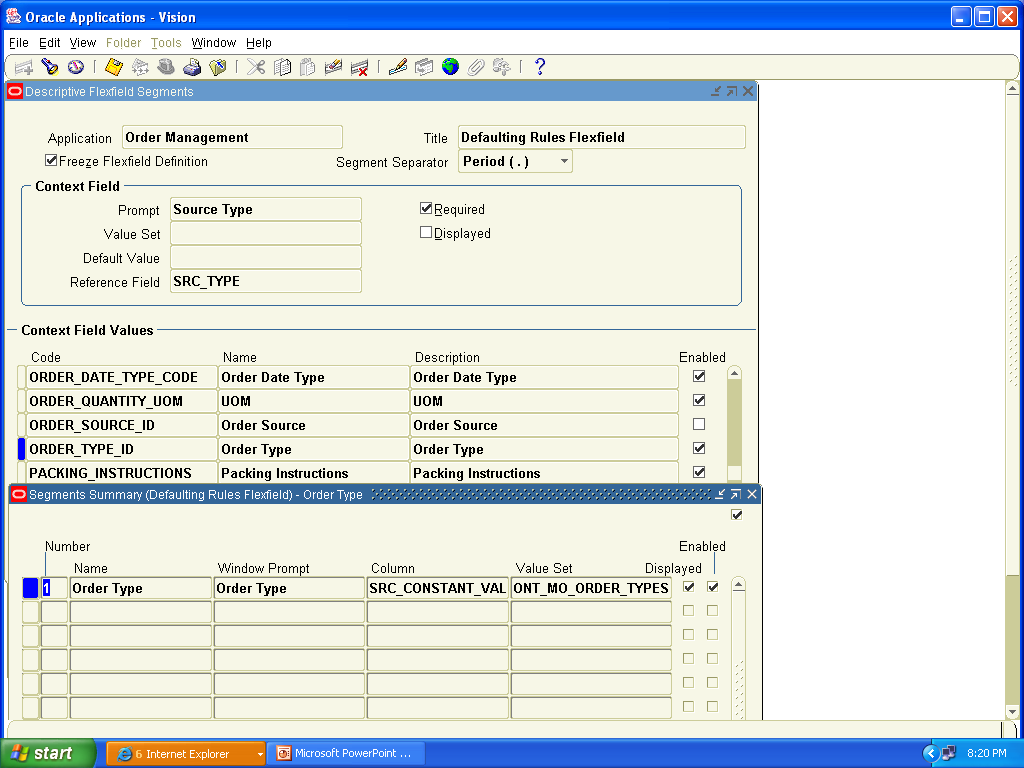 Oracle Applications - Vision
File Edit View Folder Tools Window Help
?
Descriptive Flexfield Segments
Application Order Management Title Defaulting Rules Flexfield
Freeze Flexfield Definition Segment Separator Period ( . )
Context Field
Prompt Source Type Required
Value Set Displayed
Default Value
Reference Field SRC_TYPE
Context Field Values
Code Name Description Enabled
ORDER_DATE_TYPE_CODE Order Date Type Order Date Type
ORDER_QUANTITY_UOM UOM UOM
ORDER_SOURCE_ID Order Source Order Source
ORDER_TYPE_ID Order Type Order Type
PACKING_INSTRUCTIONS Packing Instructions Packing Instructions
Segments Summary (Defaulting Rules Flexfield) - Order Type
Number Enabled
Name Window Prompt Column Value Set Displayed
1 Order Type Order Type SRC_CONSTANT_VAL ONT_MO_ORDER_TYPES
start 6 Internet Explorer Microsoft PowerPoint ... 8:20 PM